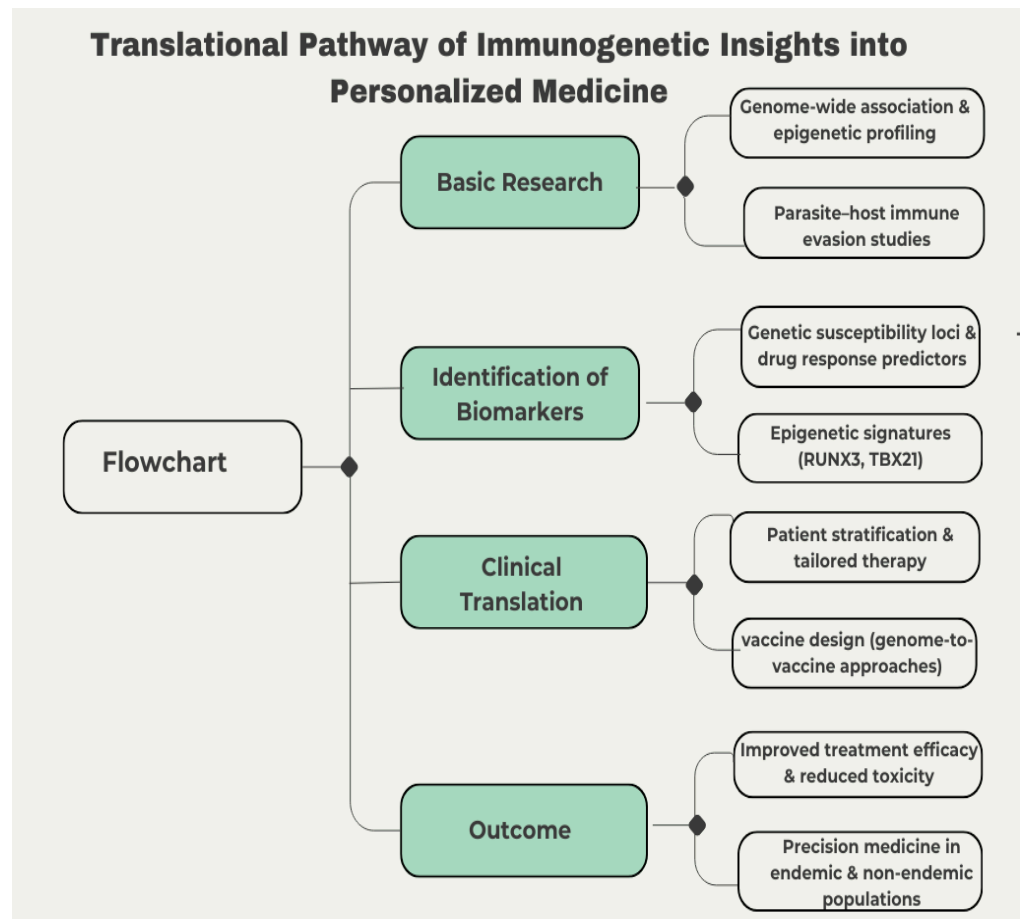 Translational Pathway of Immunogenetic Insights into
Personalized Medicine
Flowchart
Basic Research
Genome-wide association &
epigenetic profiling
Parasite–host immune
evasion studies
Identification of
Biomarkers
Genetic susceptibility loci &
drug response predictors
Epigenetic signatures
(RUNX3, TBX21)
Clinical
Translation
Patient stratification &
tailored therapy
vaccine design (genome-to-
vaccine approaches)
Outcome
Improved treatment efficacy
& reduced toxicity
Precision medicine in
endemic & non-endemic
populations